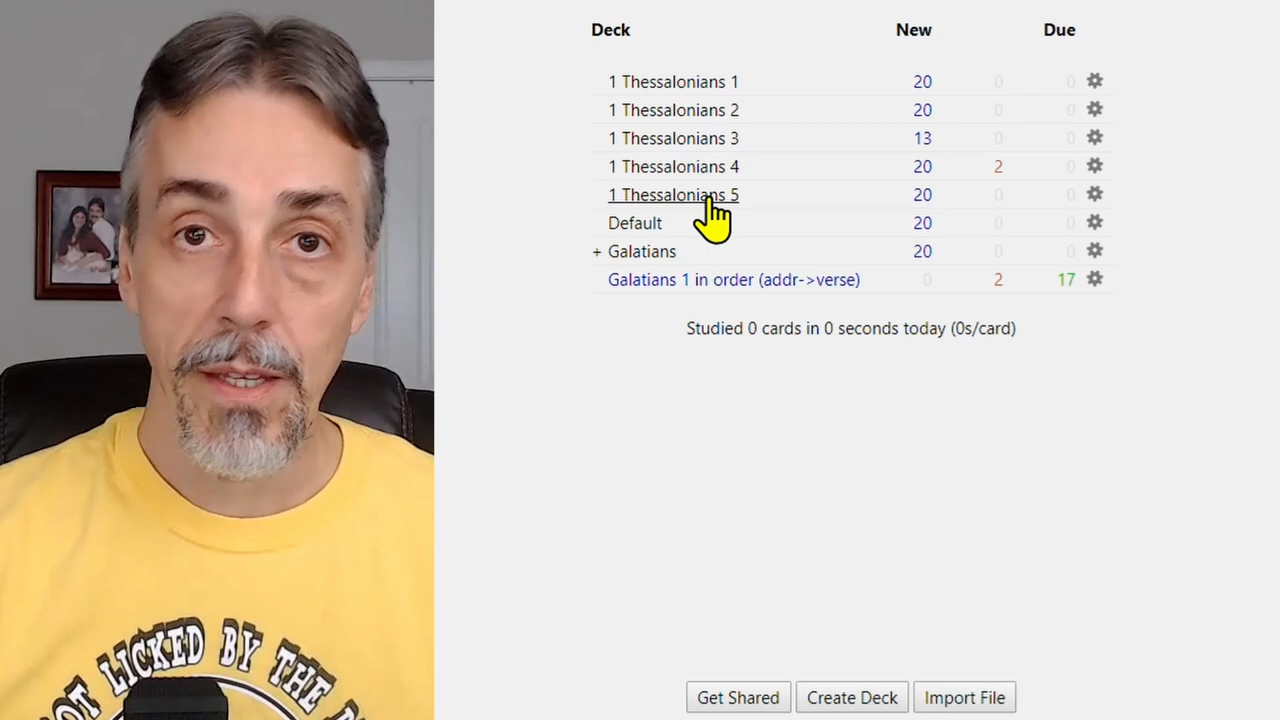 Deck New Due
1 Thessalonians 1 20 0 0
1 Thessalonians 2 20 0 0
1 Thessalonians 3 13 0 0
1 Thessalonians 4 20 2 0
1 Thessalonians 5 20 0 0
Default 20 0 0
+ Galatians 20 0 0
Galatians 1 in order (addr->verse) 0 2 17
Studied 0 cards in 0 seconds today (0s/card)
Get Shared Create Deck Import File
LICKED BY THE